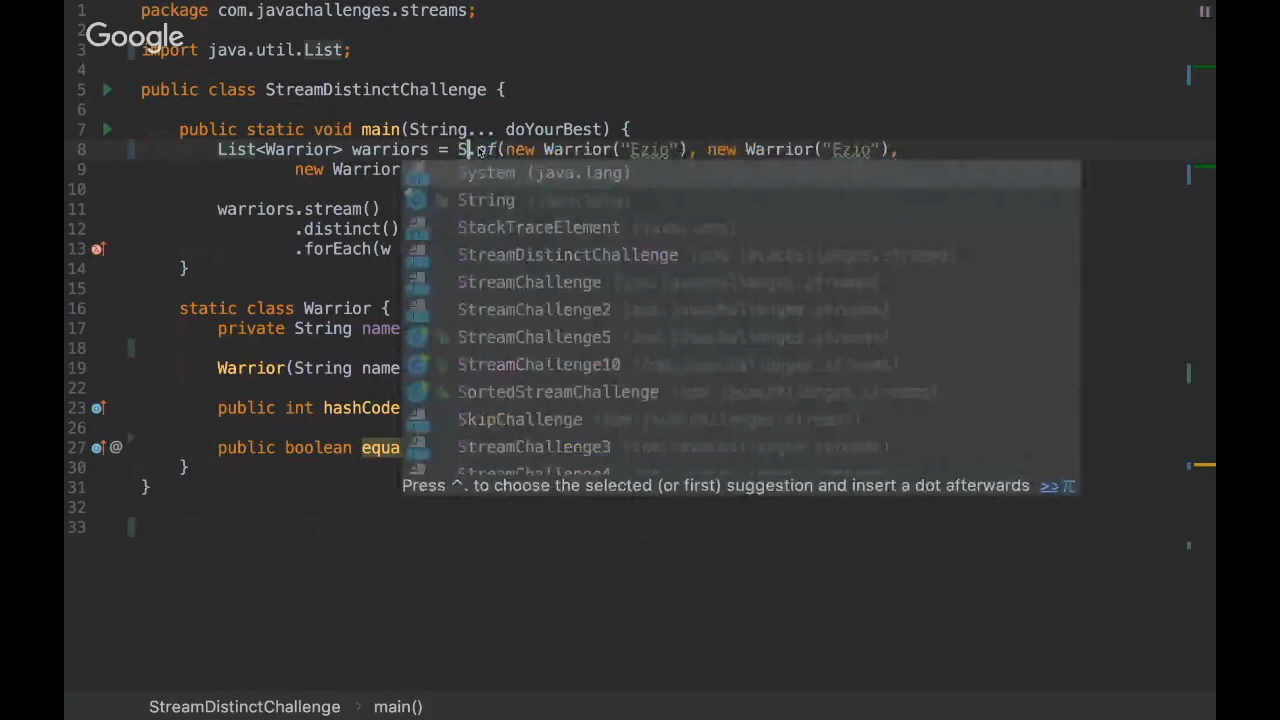 1 package com.javachallenges.streams;
2
Google
3 import java.util.List;
4
5 public class StreamDistinctChallenge {
6
7 public static void main(String... doYourBest) {
8 List<Warrior> warriors = S.of(new Warrior("Ezio"), new Warrior("Ezio"),
9 new Warrior
System (java.lang)
10
String
11 warriors.stream()
12 .distinct()
StackTraceElement
13 .forEach(w
StreamDistinctChallenge
14 }
StreamChallenge
15
16 static class Warrior {
StreamChallenge2
17 private String name
StreamChallenge5
18
19 Warrior(String name
StreamChallenge10
22
SortedStreamChallenge
23 public int hashCode
SkipChallenge
26
27 @ public boolean equa
StreamChallenge3
30 }
StreamChallenge4
31 }
Press ^. to choose the selected (or first) suggestion and insert a dot afterwards >> π
32
33
StreamDistinctChallenge > main()